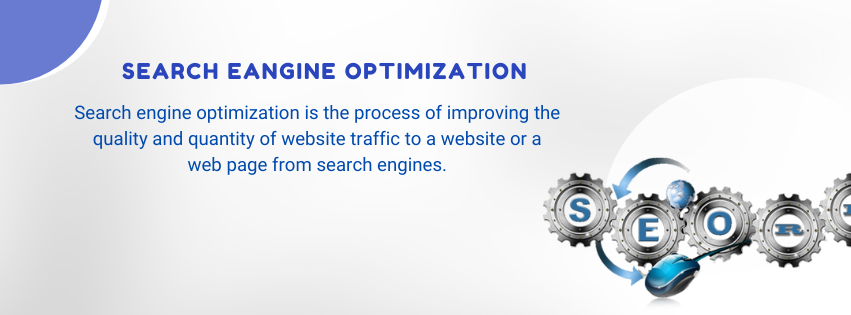 SEARCH EANGINE OPTIMIZATION
Search engine optimization is the process of improving the
quality and quantity of website traffic to a website or a
web page from search engines.
S E O R